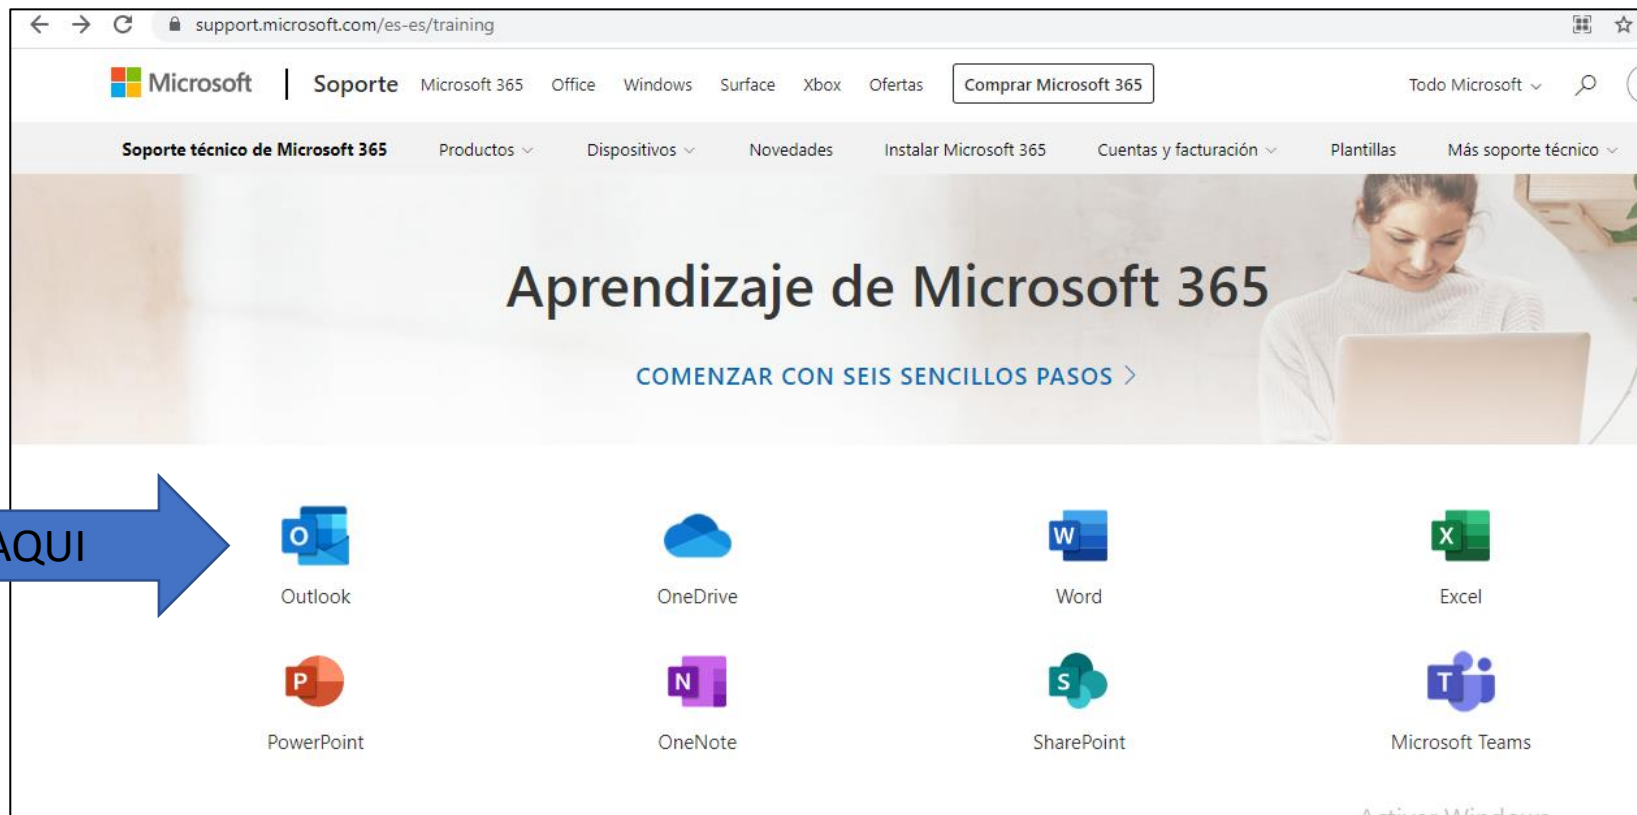 support.microsoft.com/es-es/training
Microsoft | Soporte Microsoft 365 Office Windows Surface Xbox Ofertas Comprar Microsoft 365 Todo Microsoft
Soporte técnico de Microsoft 365 Productos Dispositivos Novedades Instalar Microsoft 365 Cuentas y facturación Plantillas Más soporte técnico
Aprendizaje de Microsoft 365
COMENZAR CON SEIS SENCILLOS PASOS >
AQUI
Outlook OneDrive Word Excel
PowerPoint OneNote SharePoint Microsoft Teams
Activar Windows